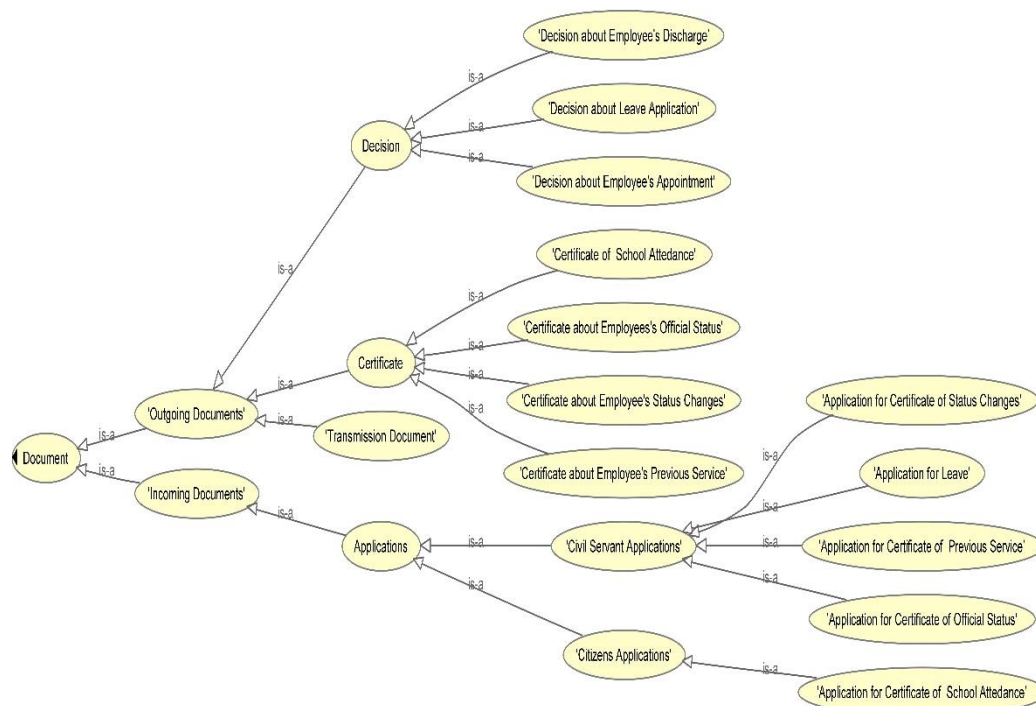 'Decision about Employee's Discharge'
is-a
'Decision about Leave Application'
is-a
Decision
is-a
'Decision about Employee's Appointment'
is-a
'Certificate of  School Attedance'
is-a
'Certificate about Employees's Official Status'
is-a
Certificate
is-a
is-a
'Certificate about Employee's Status Changes'
'Application for Certificate of Status Changes'
is-a
'Outgoing Documents'
is-a
'Transmission Document'
is-a
Document
is-a
is-a
'Certificate about Employee's Previous Service'
is-a
'Application for Leave'
is-a
'Incoming Documents'
is-a
Applications
is-a
'Civil Servant Applications'
is-a
'Application for Certificate of  Previous Service'
is-a
is-a
'Application for Certificate of Official Status'
'Citizens Applications'
is-a
'Application for Certificate of  School Attedance'